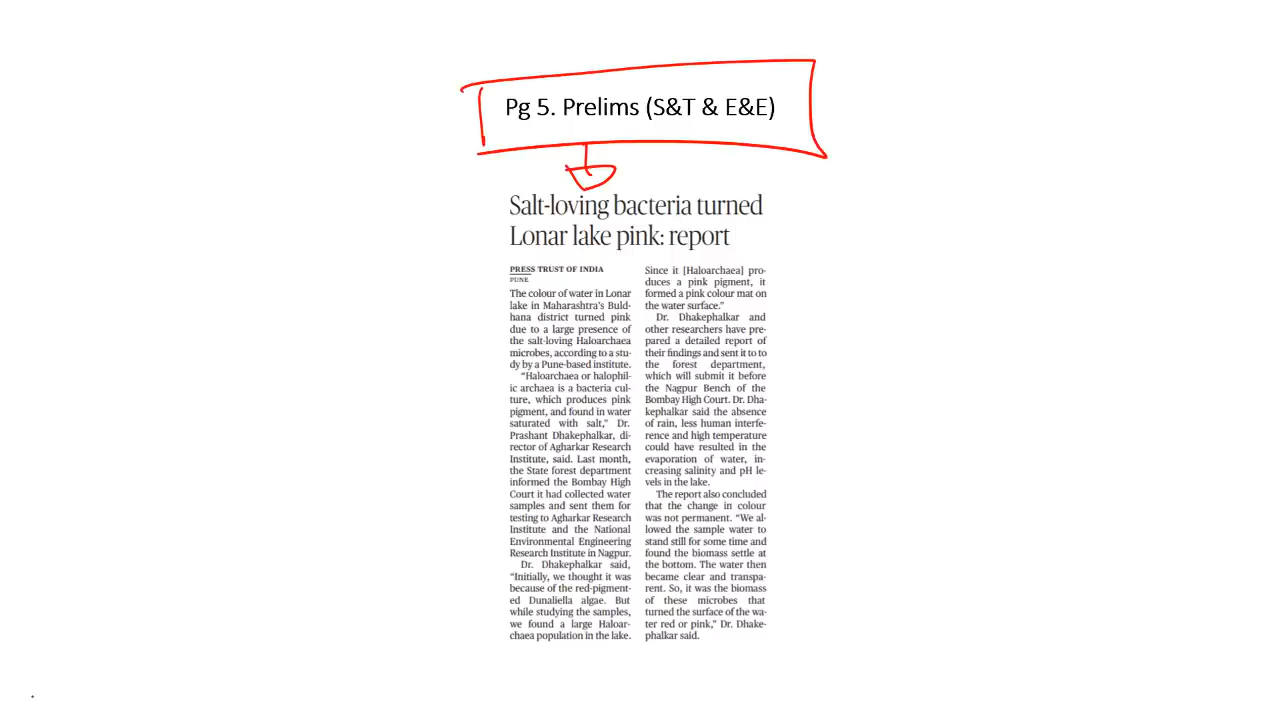 Pg 5. Prelims (S&T & E&E)
Salt-loving bacteria turned
Lonar lake pink: report
PRESS TRUST OF INDIA
PUNE
The colour of water in Lonar
lake in Maharashtra's Buld-
hana district turned pink
due to a large presence of
the salt-loving Haloarchaea
microbes, according to a stu-
dy by a Pune-based institute.
"Haloarchaea or halophil-
ic archaea is a bacteria cul-
ture, which produces pink
pigment, and found in water
saturated with salt," Dr.
Prashant Dhakephalkar, di-
rector of Agharkar Research
Institute, said. Last month,
the State forest department
informed the Bombay High
Court it had collected water
samples and sent them for
testing to Agharkar Research
Institute and the National
Environmental Engineering
Research Institute in Nagpur.
Dr. Dhakephalkar said,
"Initially, we thought it was
because of the red-pigment-
ed Dunaliella algae. But
while studying the samples,
we found a large Haloar-
chaea population in the lake.
Since it [Haloarchaea] pro-
duces a pink pigment, it
formed a pink colour mat on
the water surface."
Dr. Dhakephalkar and
other researchers have pre-
pared a detailed report of
their findings and sent it to to
the forest department,
which will submit it before
the Nagpur Bench of the
Bombay High Court. Dr. Dha-
kephalkar said the absence
of rain, less human interfe-
rence and high temperature
could have resulted in the
evaporation of water, in-
creasing salinity and pH le-
vels in the lake.
The report also concluded
that the change in colour
was not permanent. "We al-
lowed the sample water to
stand still for some time and
found the biomass settle at
the bottom. The water then
became clear and transpa-
rent. So, it was the biomass
of these microbes that
turned the surface of the wa-
ter red or pink," Dr. Dhake-
phalkar said.